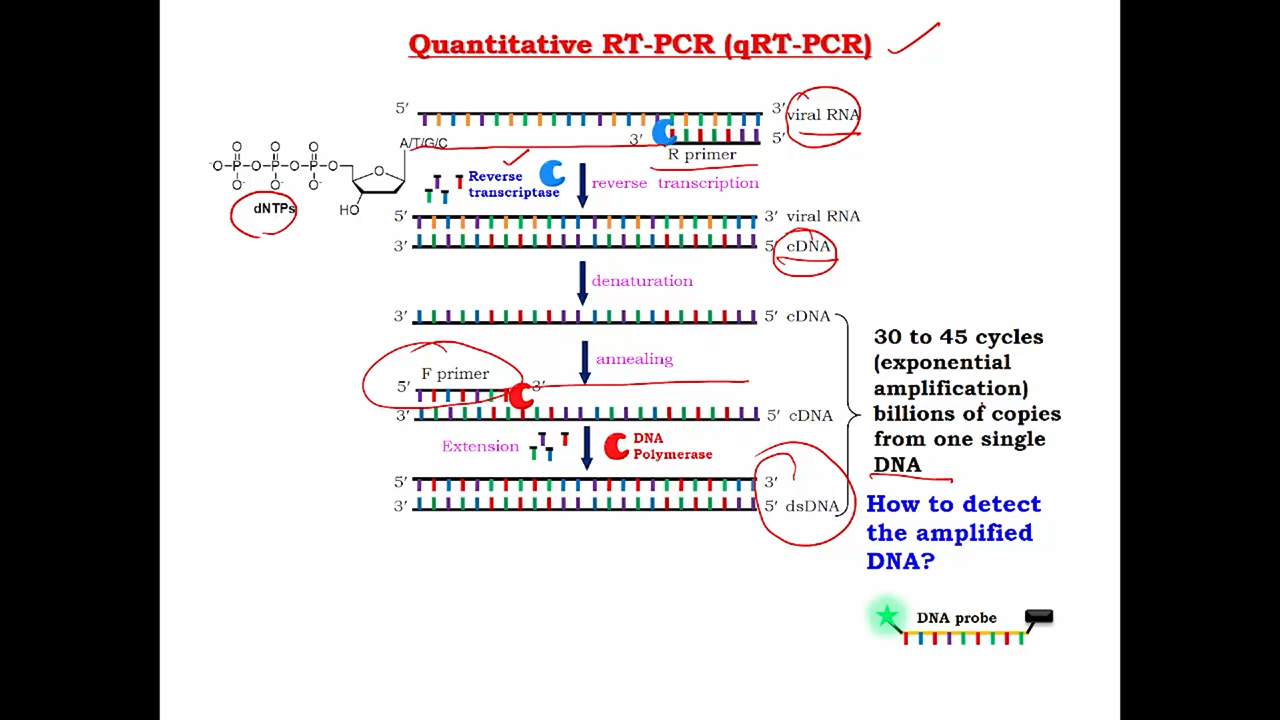 Quantitative RT-PCR (qRT-PCR)
5′ 3′ viral RNA
3′ 5′
R primer
A/T/G/C
-O P O P O P O O
O O O
O- O- O-
HO
dNTPs
Reverse
transcriptase
reverse transcription
5′ 3′ viral RNA
3′ 5′ cDNA
denaturation
3′ 5′ cDNA
annealing
F primer
5′ 3′
3′ 5′ cDNA
Extension
DNA
Polymerase
5′ 3′
3′ 5′ dsDNA
30 to 45 cycles
(exponential
amplification)
billions of copies
from one single
DNA
How to detect
the amplified
DNA?
DNA probe